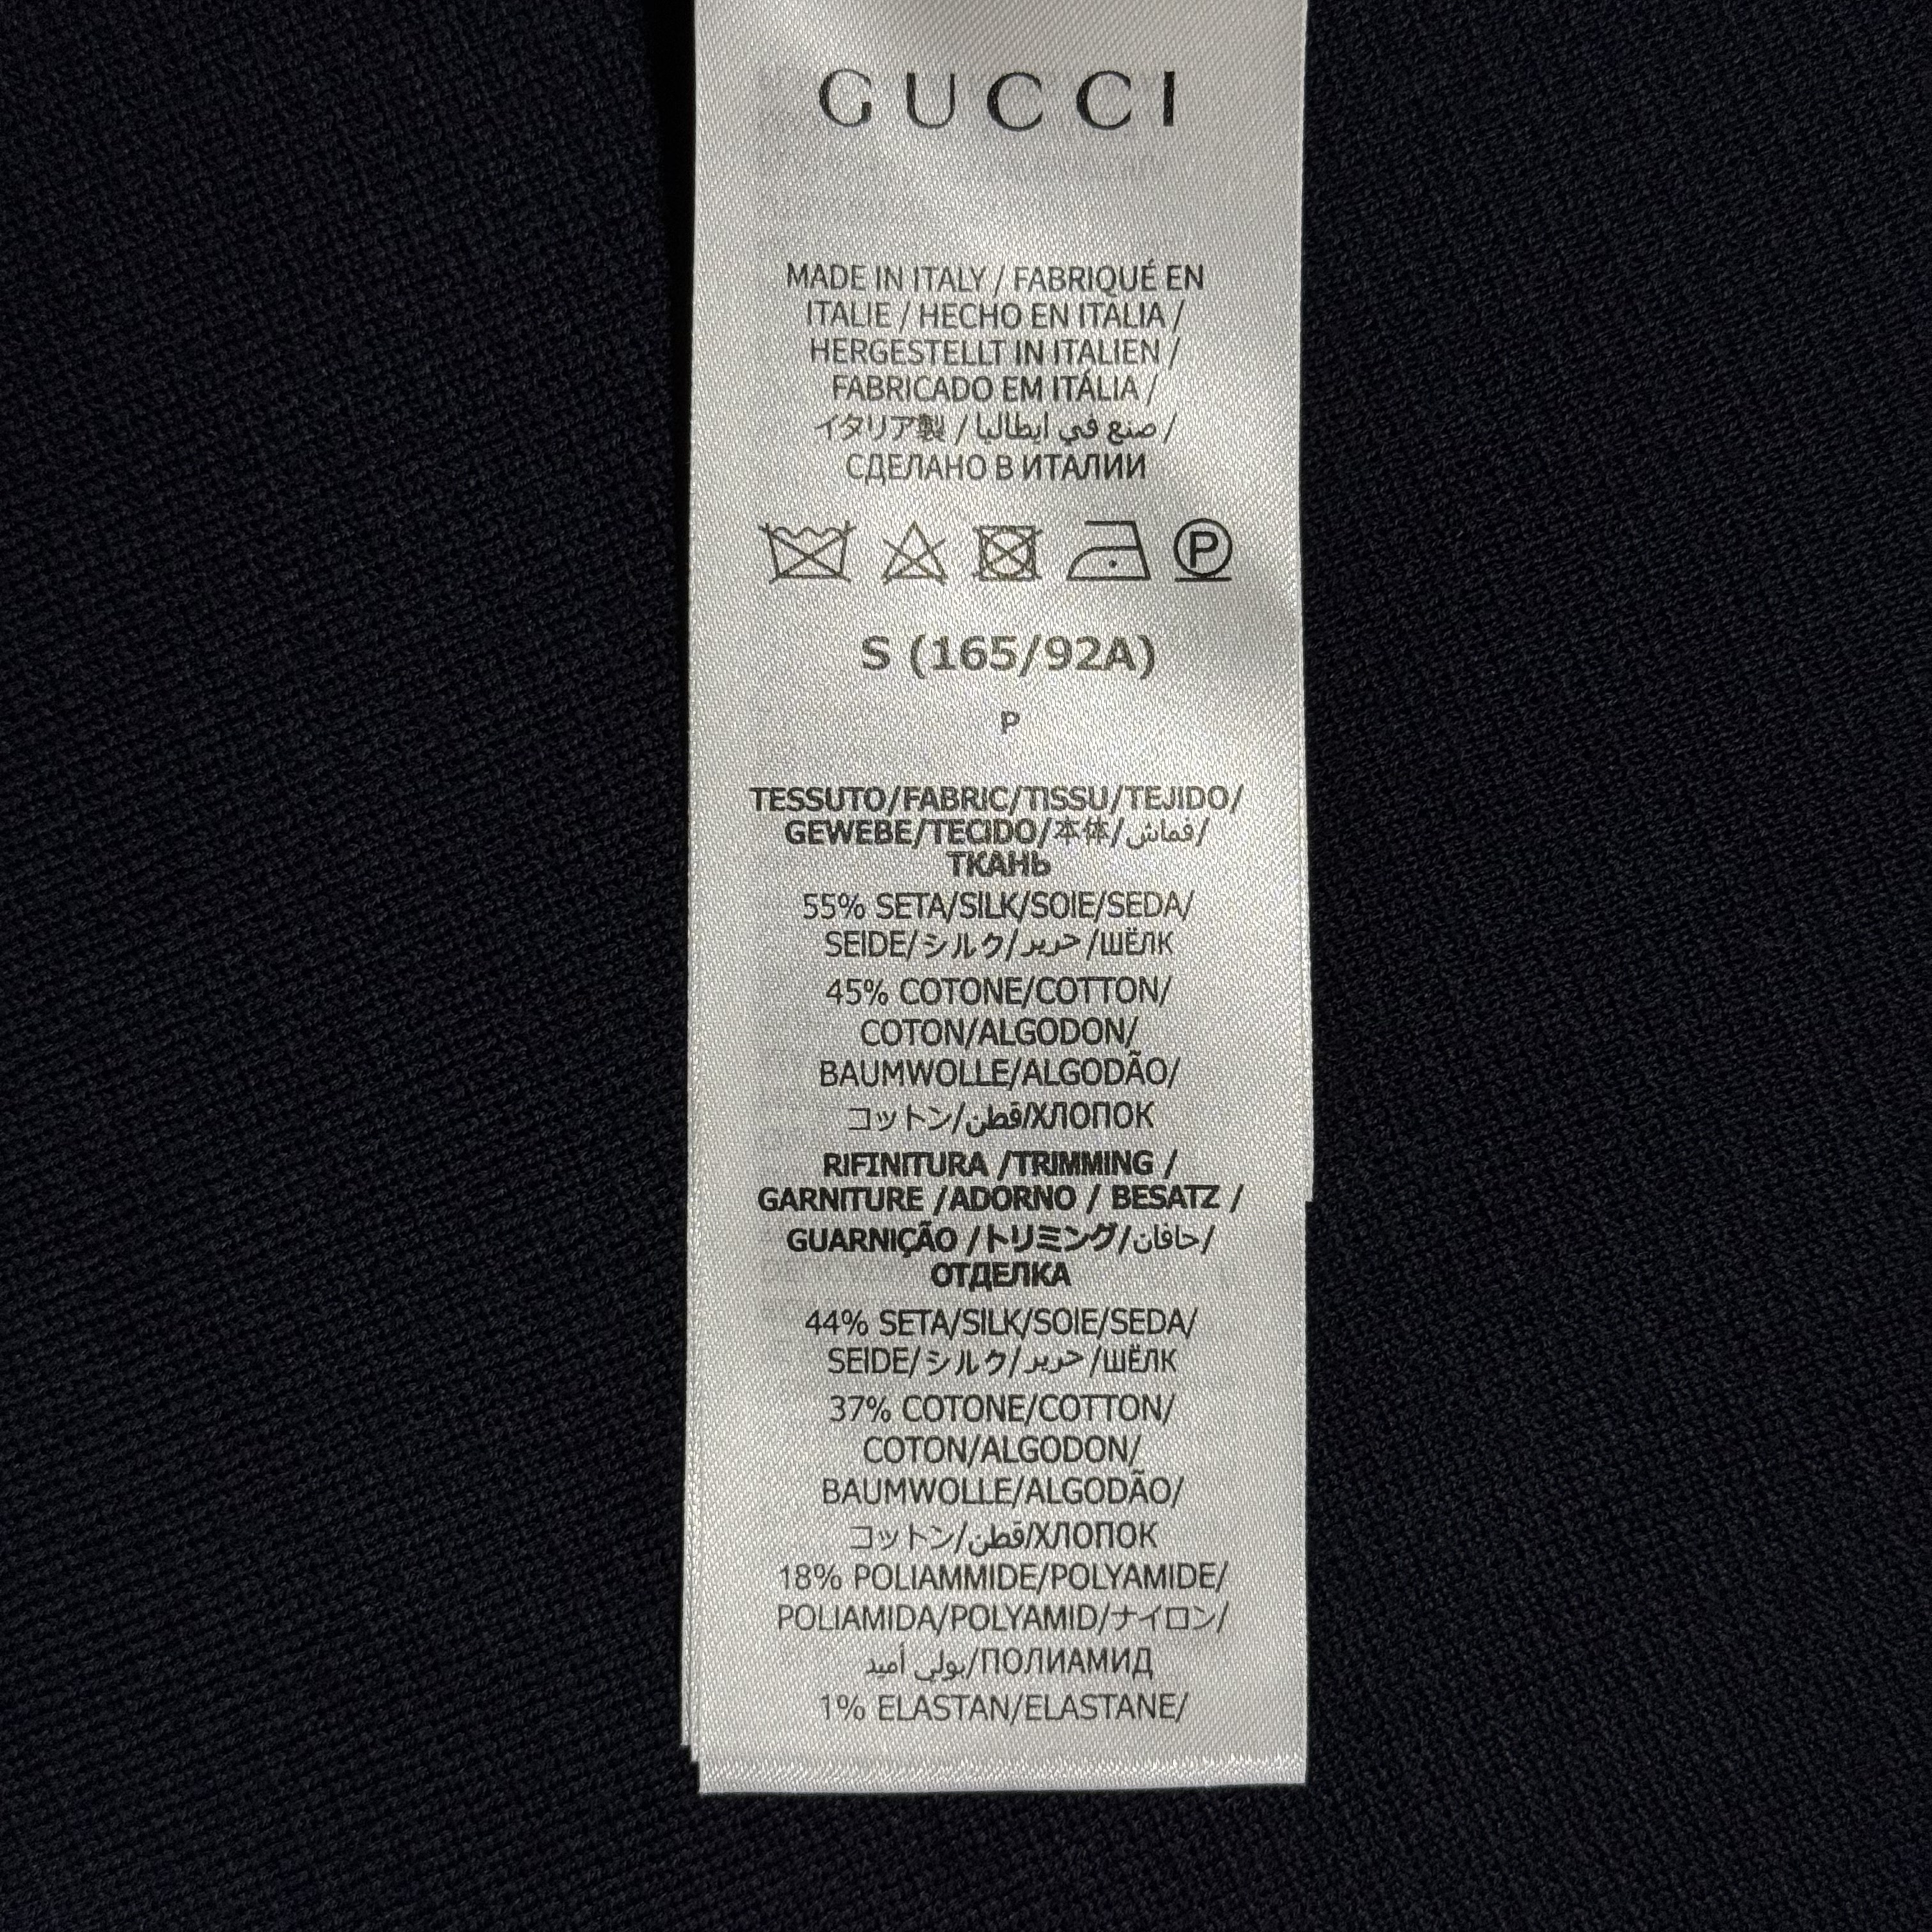 GUCCI
MADE IN ITALY / FABRIQUÉ EN
ITALIE / HECHO EN ITALIA /
HERGESTELLT IN ITALIEN /
FABRICADO EM ITÁLIA /
イタリア製 / صنع في ايطاليا /
СДЕЛАНО В ИТАЛИИ
P
S (165/92A)
P
TESSUTO/FABRIC/TISSU/TEJIDO/
GEWEBE/TECIDO/本体/قماش/
ТКАНЬ
55% SETA/SILK/SOIE/SEDA/
SEIDE/シルク/حرير/ШЁЛК
45% COTONE/COTTON/
COTON/ALGODON/
BAUMWOLLE/ALGODÃO/
コットン/قطن/ХЛОПОК
RIFINITURA /TRIMMING /
GARNITURE /ADORNO / BESATZ /
GUARNIÇÃO /トリミング/حافان/
ОТДЕЛКА
44% SETA/SILK/SOIE/SEDA/
SEIDE/シルク/حرير/ШЁЛК
37% COTONE/COTTON/
COTON/ALGODON/
BAUMWOLLE/ALGODÃO/
コットン/قطن/ХЛОПОК
18% POLIAMMIDE/POLYAMIDE/
POLIAMIDA/POLYAMID/ナイロン/
بولي أميد/ПОЛИАМИД
1% ELASTAN/ELASTANE/